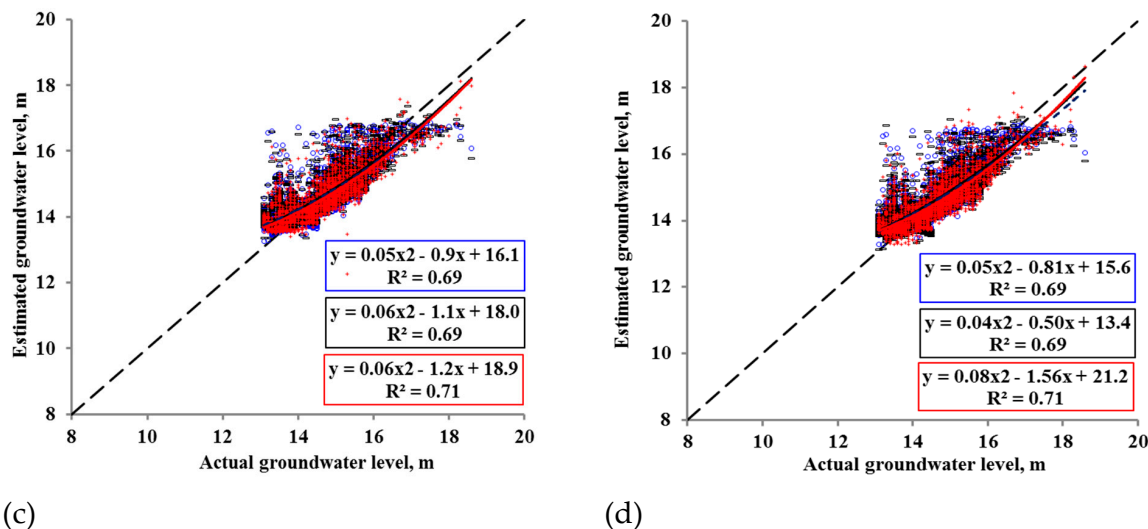 20
18
16
14
12
10
8
Estimated groundwater level, m
y = 0.05x2 - 0.9x + 16.1
R² = 0.69
y = 0.06x2 - 1.1x + 18.0
R² = 0.69
y = 0.06x2 - 1.2x + 18.9
R² = 0.71
8 10 12 14 16 18 20
Actual groundwater level, m
(c)
20
18
16
14
12
10
8
Estimated groundwater level, m
y = 0.05x2 - 0.81x + 15.6
R² = 0.69
y = 0.04x2 - 0.50x + 13.4
R² = 0.69
y = 0.08x2 - 1.56x + 21.2
R² = 0.71
8 10 12 14 16 18 20
Actual groundwater level, m
(d)